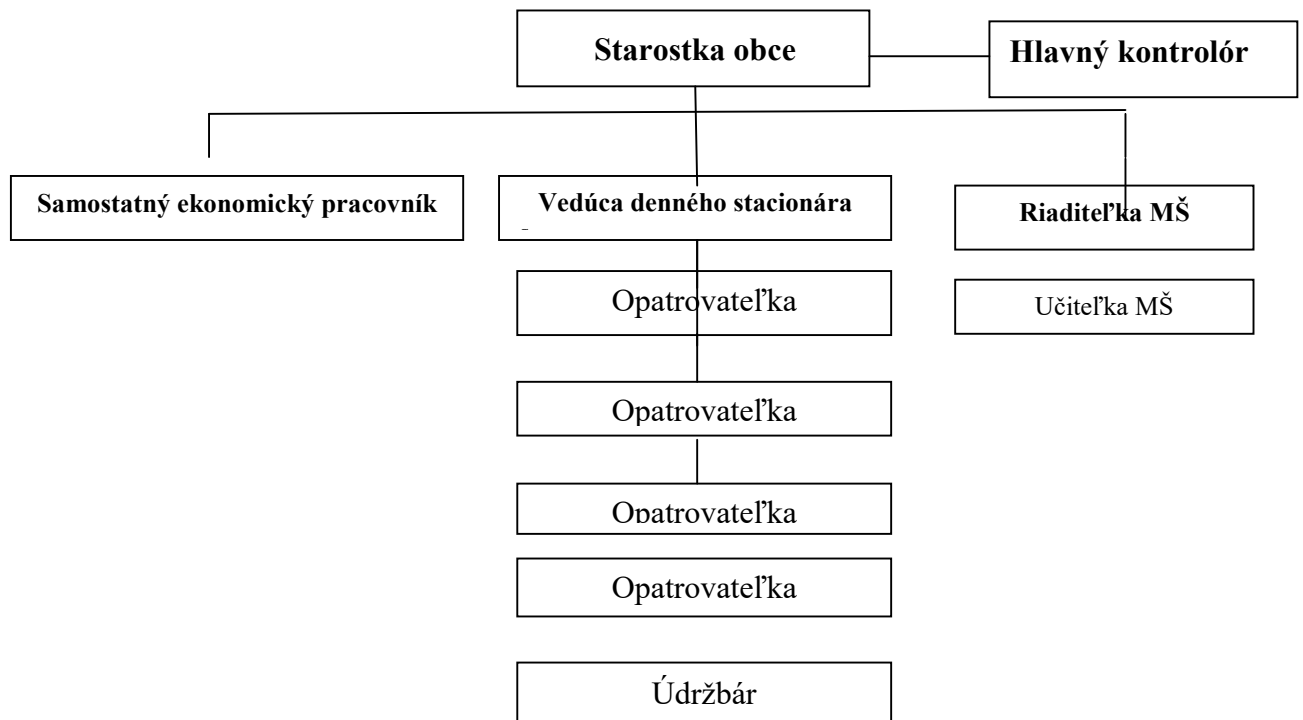 Starostka obce
Hlavný kontrolór
Samostatný ekonomický pracovník
Vedúca denného stacionára
Riaditeľka MŠ
Opatrovateľka
Učiteľka MŠ
Opatrovateľka
Opatrovateľka
Opatrovateľka
Údržbár